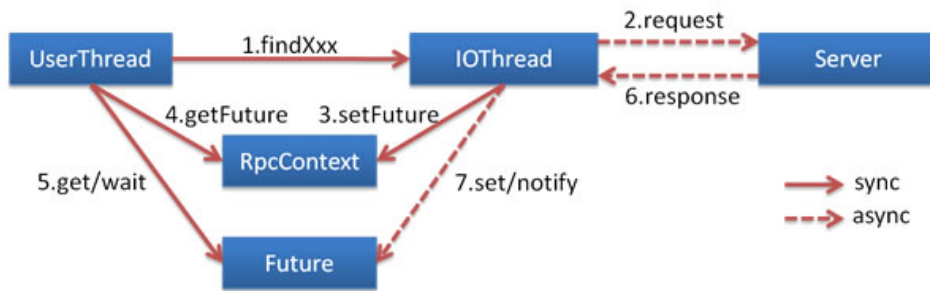 2.request
1.findXxx
UserThread
IOThread
Server
6.response
4.getFuture
3.setFuture
RpcContext
5.get/wait
7.set/notify
sync
async
Future